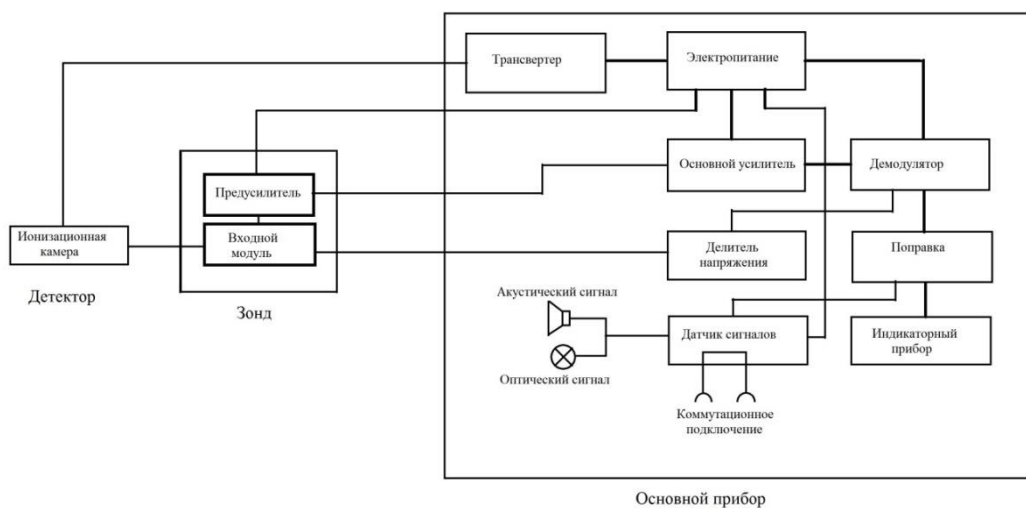 Трансвертер
Электропитание
Предусилитель
Основной усилитель
Демодулятор
Ионизационная
камера
Входной
модуль
Делитель
напряжения
Поправка
Детектор
Зонд
Акустический сигнал
Датчик сигналов
Индикаторный
прибор
Оптический сигнал
Коммутационное
подключение
Основной прибор